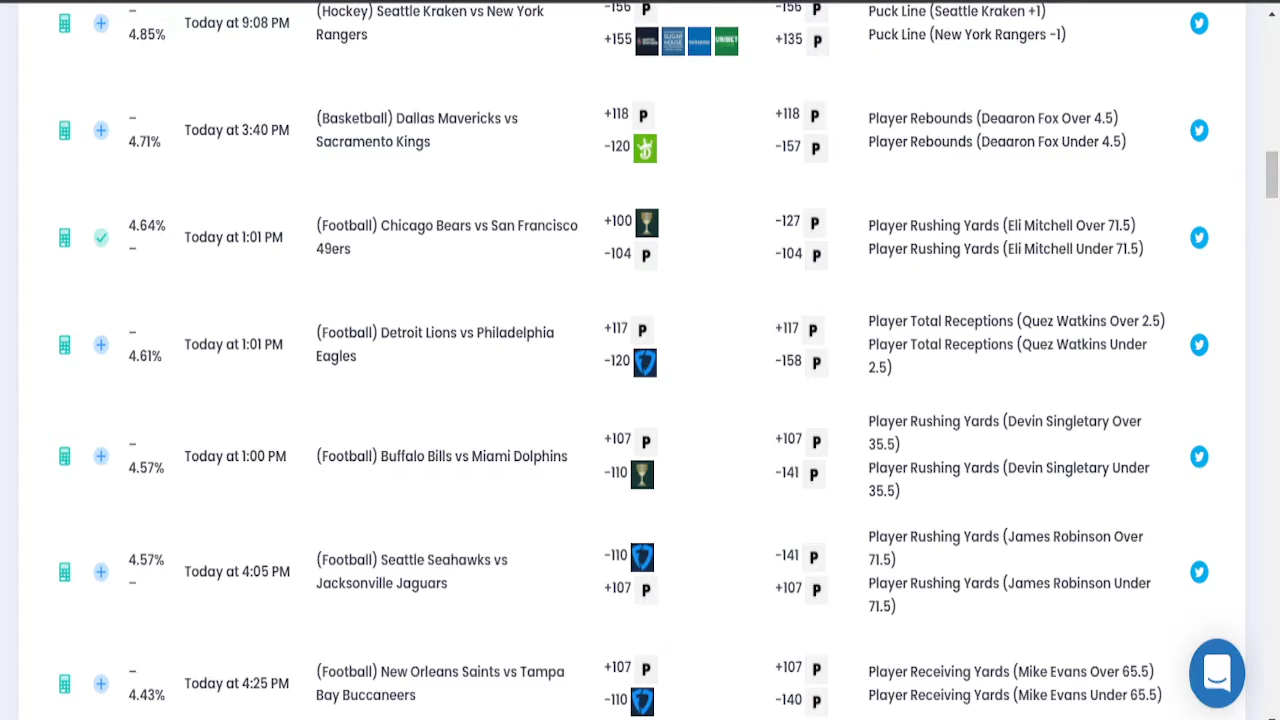 –
4.85%
Today at 9:08 PM
(Hockey) Seattle Kraken vs New York
Rangers
-156 P
+155 UNIBET
-156 P
+135 P
Puck Line (Seattle Kraken +1)
Puck Line (New York Rangers -1)
–
4.71%
Today at 3:40 PM
(Basketball) Dallas Mavericks vs
Sacramento Kings
+118 P
-120
+118 P
-157 P
Player Rebounds (Deaaron Fox Over 4.5)
Player Rebounds (Deaaron Fox Under 4.5)
4.64%
–
Today at 1:01 PM
(Football) Chicago Bears vs San Francisco
49ers
+100
-104 P
-127 P
-104 P
Player Rushing Yards (Eli Mitchell Over 71.5)
Player Rushing Yards (Eli Mitchell Under 71.5)
–
4.61%
Today at 1:01 PM
(Football) Detroit Lions vs Philadelphia
Eagles
+117 P
-120
+117 P
-158 P
Player Total Receptions (Quez Watkins Over 2.5)
Player Total Receptions (Quez Watkins Under
2.5)
–
4.57%
Today at 1:00 PM
(Football) Buffalo Bills vs Miami Dolphins
+107 P
-110
+107 P
-141 P
Player Rushing Yards (Devin Singletary Over
35.5)
Player Rushing Yards (Devin Singletary Under
35.5)
4.57%
–
Today at 4:05 PM
(Football) Seattle Seahawks vs
Jacksonville Jaguars
-110
+107 P
-141 P
+107 P
Player Rushing Yards (James Robinson Over
71.5)
Player Rushing Yards (James Robinson Under
71.5)
–
4.43%
Today at 4:25 PM
(Football) New Orleans Saints vs Tampa
Bay Buccaneers
+107 P
-110
+107 P
-140 P
Player Receiving Yards (Mike Evans Over 65.5)
Player Receiving Yards (Mike Evans Under 65.5)